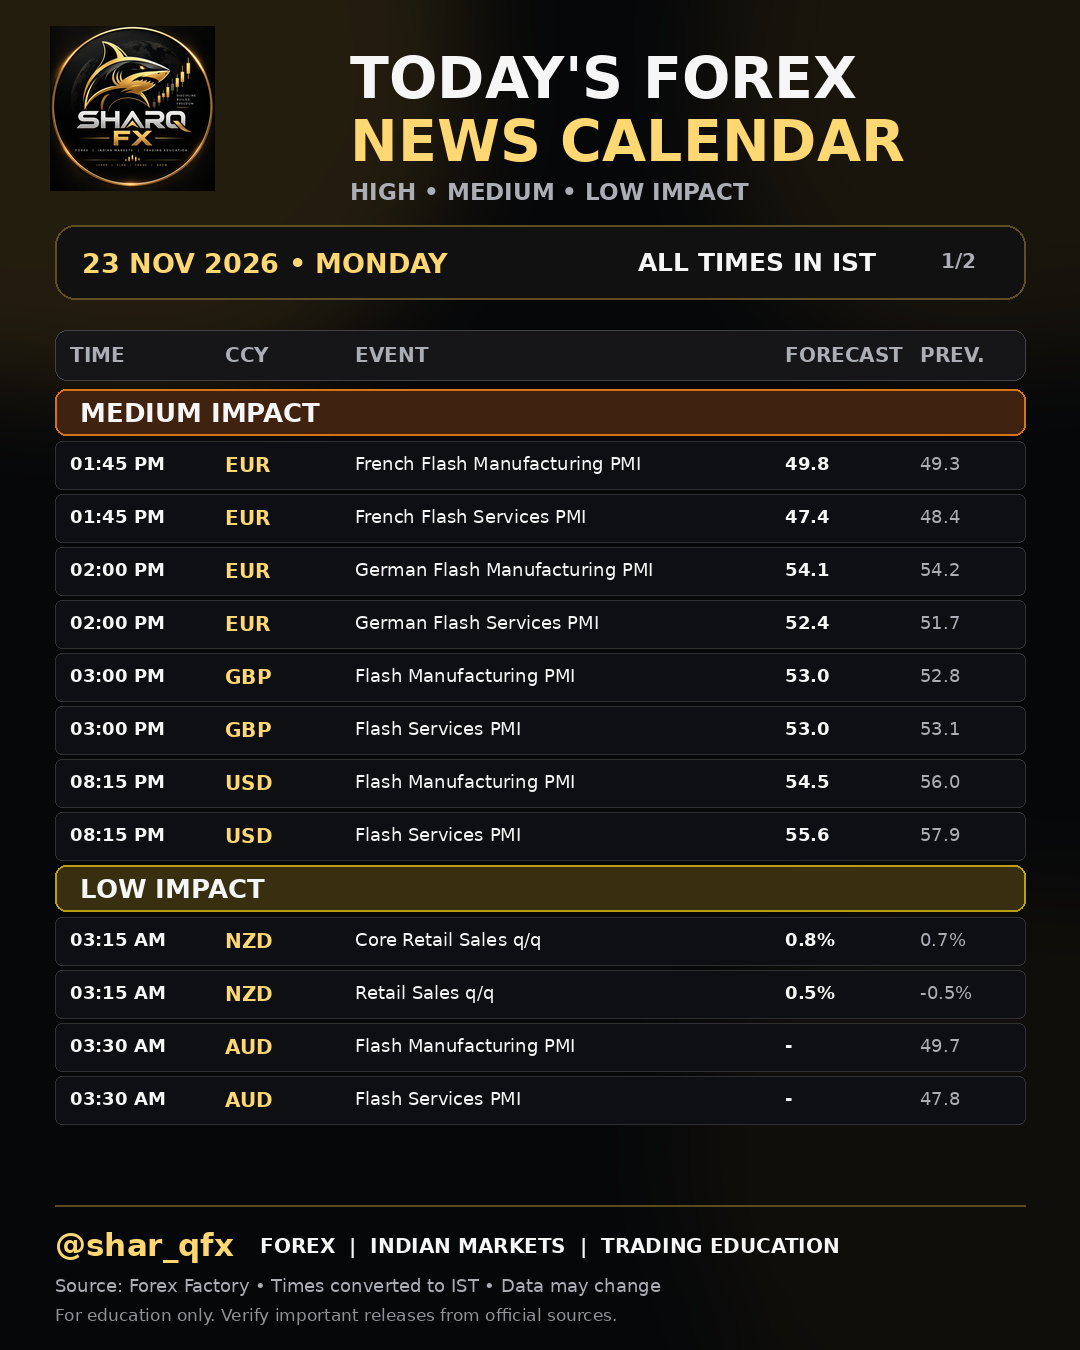 SHARQ
FX
FOREX | INDIAN MARKETS | TRADING EDUCATION
TODAY'S FOREX
NEWS CALENDAR
HIGH • MEDIUM • LOW IMPACT
23 NOV 2026 • MONDAY ALL TIMES IN IST 1/2
TIME CCY EVENT FORECAST PREV.
MEDIUM IMPACT
01:45 PM EUR French Flash Manufacturing PMI 49.8 49.3
01:45 PM EUR French Flash Services PMI 47.4 48.4
02:00 PM EUR German Flash Manufacturing PMI 54.1 54.2
02:00 PM EUR German Flash Services PMI 52.4 51.7
03:00 PM GBP Flash Manufacturing PMI 53.0 52.8
03:00 PM GBP Flash Services PMI 53.0 53.1
08:15 PM USD Flash Manufacturing PMI 54.5 56.0
08:15 PM USD Flash Services PMI 55.6 57.9
LOW IMPACT
03:15 AM NZD Core Retail Sales q/q 0.8% 0.7%
03:15 AM NZD Retail Sales q/q 0.5% -0.5%
03:30 AM AUD Flash Manufacturing PMI - 49.7
03:30 AM AUD Flash Services PMI - 47.8
@shar_qfx FOREX | INDIAN MARKETS | TRADING EDUCATION
Source: Forex Factory • Times converted to IST • Data may change
For education only. Verify important releases from official sources.